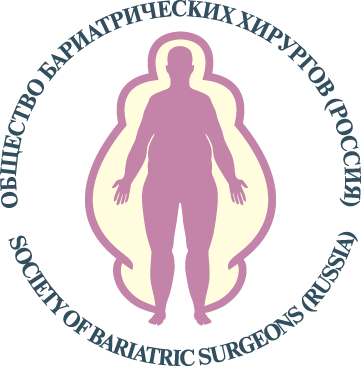 ОБЩЕСТВО БАРИАТРИЧЕСКИХ ХИРУРГОВ (РОССИЯ)
SOCIETY OF BARIATRIC SURGEONS (RUSSIA)